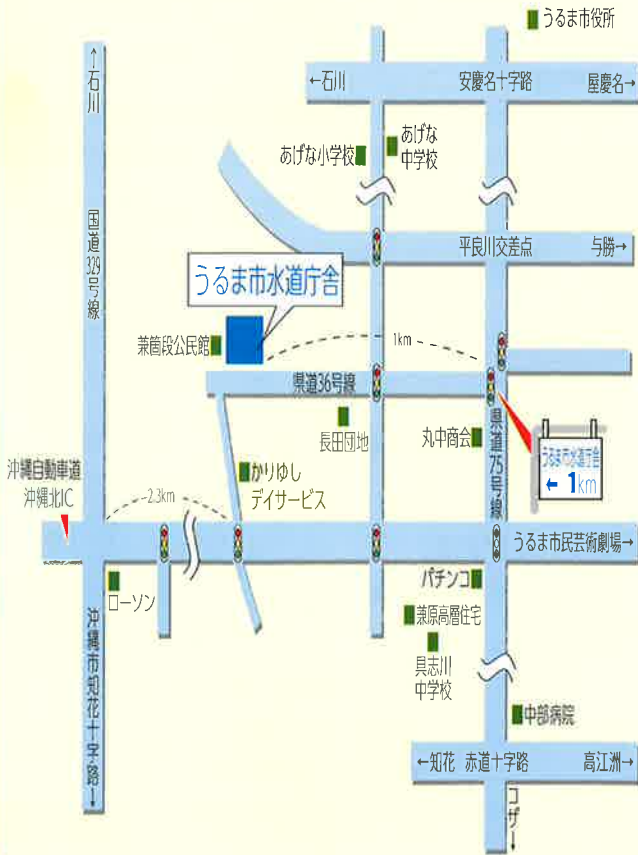 うるま市役所
↑石川
←石川
安慶名十字路
屋慶名→
あげな小学校
あげな
中学校
国道329号線
平良川交差点
与勝→
うるま市水道庁舎
兼箇段公民館
1km
県道36号線
長田団地
丸中商会
県道75号線
うるま市水道庁舎
← 1km
沖縄自動車道
沖縄北IC
2.3km
かりゆし
デイサービス
うるま市民芸術劇場→
ローソン
パチンコ
兼原高層住宅
具志川
中学校
沖縄市知花十字路↓
中部病院
←知花
赤道十字路
高江洲→
コザ↓